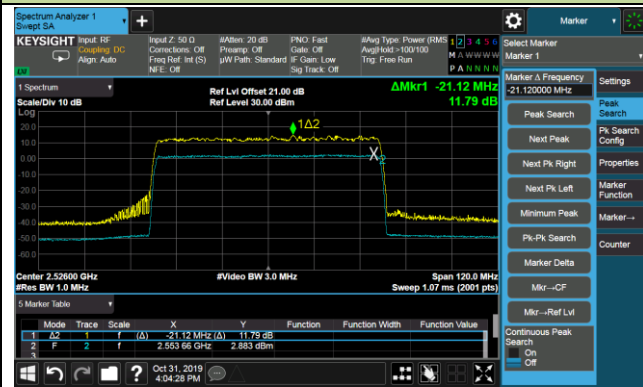 Spectrum Analyzer 1
Swept SA
Marker
KEYSIGHT
Input: RF
Coupling: DC
Align: Auto
Input Z: 50 Ω
Corrections: Off
Freq Ref: Int (S)
NFE: Off
#Atten: 20 dB
Preamp: Off
µW Path: Standard
PNO: Fast
Gate: Off
IF Gain: Low
Sig Track: Off
#Avg Type: Power (RMS
Avg|Hold:>100/100
Trig: Free Run
1 2 3 4 5 6
M A W W W W
P A N N N N
Select Marker
Marker 1
LW
1 Spectrum
Scale/Div 10 dB
Ref Lvl Offset 21.00 dB
Ref Level 30.00 dBm
ΔMkr1 -21.12 MHz
11.79 dB
Log
20.0
10.0
0.00
-10.0
-20.0
-30.0
-40.0
-50.0
-60.0
1Δ2
X
2
Center 2.52600 GHz
#Res BW 1.0 MHz
#Video BW 3.0 MHz
Span 120.0 MHz
Sweep 1.07 ms (2001 pts)
5 Marker Table
Mode Trace Scale X Y Function Function Width Function Value
1 Δ2 1 f (Δ) -21.12 MHz (Δ) 11.79 dB
2 F 2 f 2.553 66 GHz 2.883 dBm
3
Marker Δ Frequency
-21.120000 MHz
Peak Search
Next Peak
Next Pk Right
Next Pk Left
Minimum Peak
Pk-Pk Search
Marker Delta
Mkr→CF
Mkr→Ref Lvl
Continuous Peak
Search
On
Off
Settings
Peak
Search
Pk Search
Config
Properties
Marker
Function
Marker→
Counter
?
Oct 31, 2019
4:04:28 PM